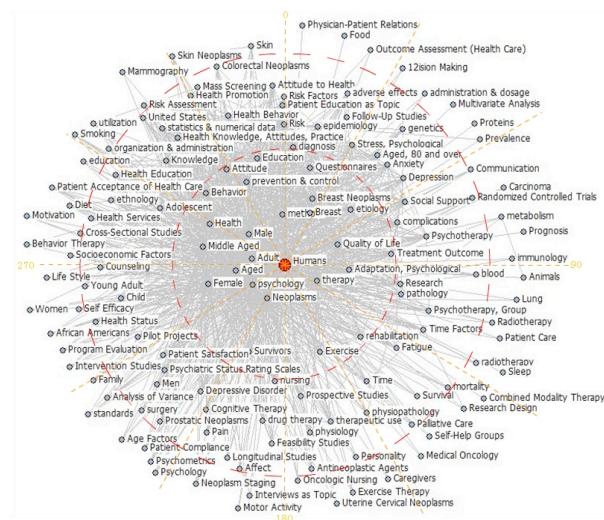 0
Physician-Patient Relations
Food
Skin
Outcome Assessment (Health Care)
Skin Neoplasms
Colorectal Neoplasms
12ision Making
Mammography
Mass Screening
Attitude to Health
Health Promotion
Risk Factors
adverse effects
administration & dosage
Risk Assessment
Patient Education as Topic
Multivariate Analysis
United States
Health Behavior
Follow-Up Studies
utilization
Risk
epidemiology
genetics
Proteins
Smoking
statistics & numerical data
Health Knowledge, Attitudes, Practice
Prevalence
organization & administration
diagnosis
Stress, Psychological
education
Knowledge
Education
Aged, 80 and over
Health Education
Attitude
Questionnaires
Anxiety
Communication
Patient Acceptance of Health Care
prevention & control
Depression
Carcinoma
Diet
ethnology
Behavior
Breast Neoplasms
Social Support
Randomized Controlled Trials
Motivation
Health Services
Adolescent
Breast
etiology
metabolism
Health
complications
Cross-Sectional Studies
Male
Psychotherapy
Prognosis
Behavior Therapy
Middle Aged
Quality of Life
Socioeconomic Factors
Adult
Treatment Outcome
immunology
270
Counseling
Aged
Humans
Adaptation, Psychological
90
Life Style
blood
Animals
Young Adult
Female
psychology
therapy
Research
Child
Neoplasms
pathology
Lung
Women
Self Efficacy
Psychotherapy, Group
Health Status
Radiotherapy
African Americans
Pilot Projects
rehabilitation
Time Factors
Patient Care
Program Evaluation
Patient Satisfaction
Survivors
Exercise
Fatigue
Intervention Studies
Psychiatric Status Rating Scales
radiotherapy
Sleep
Family
Men
nursing
Time
mortality
Analysis of Variance
Depressive Disorder
Prospective Studies
Survival
Combined Modality Therapy
standards
surgery
Cognitive Therapy
physiopathology
Research Design
Prostatic Neoplasms
drug therapy
therapeutic use
Palliative Care
Age Factors
Pain
physiology
Self-Help Groups
Patient Compliance
Feasibility Studies
Psychometrics
Longitudinal Studies
Personality
Medical Oncology
Psychology
Affect
Antineoplastic Agents
Neoplasm Staging
Oncologic Nursing
Caregivers
Interviews as Topic
Exercise Therapy
Motor Activity
Uterine Cervical Neoplasms
180